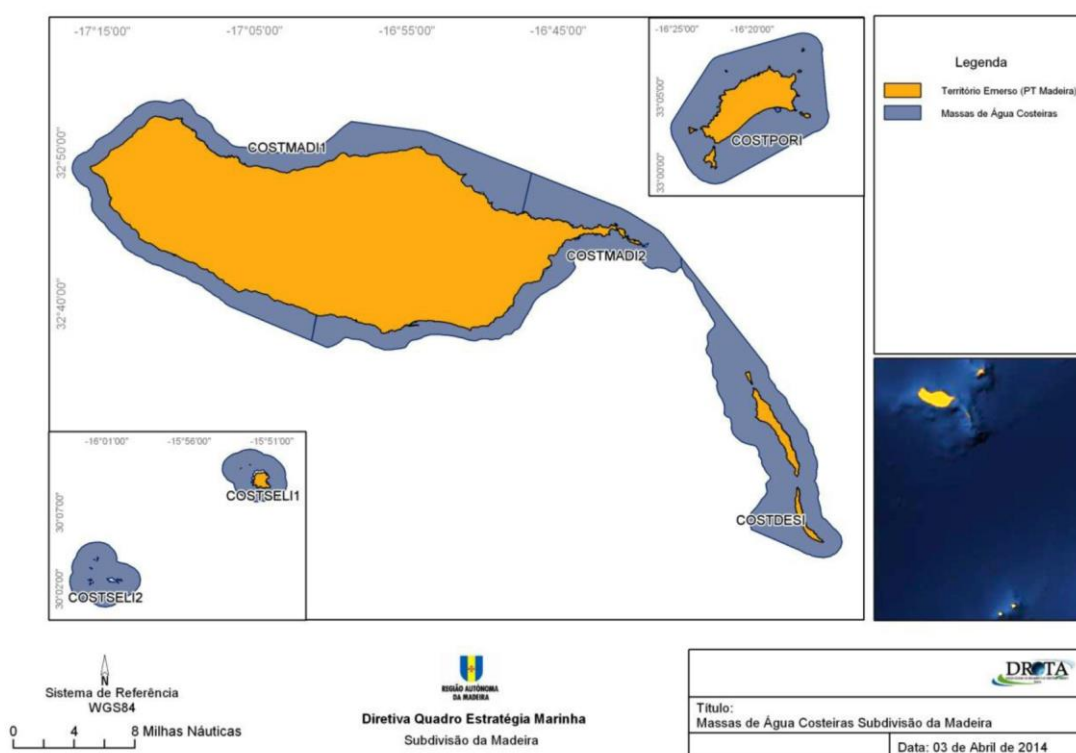 -17°15'00"
-17°05'00"
-16°55'00"
-16°45'00"
-16°25'00"
-16°20'00"
Legenda
Território Emerso (PT Madeira)
Massas de Água Costeiras
33°05'00"
33°00'00"
COSTPORI
32°50'00"
32°40'00"
COSTMADI1
COSTMADI2
COSTDESI
-16°01'00"
-15°56'00"
-15°51'00"
30°07'00"
30°02'00"
COSTSELI1
COSTSELI2
N
Sistema de Referência
WGS84
0 4 8 Milhas Náuticas
REGIÃO AUTÓNOMA
DA MADEIRA
Diretiva Quadro Estratégia Marinha
Subdivisão da Madeira
DROTA
Título:
Massas de Água Costeiras Subdivisão da Madeira
Data: 03 de Abril de 2014